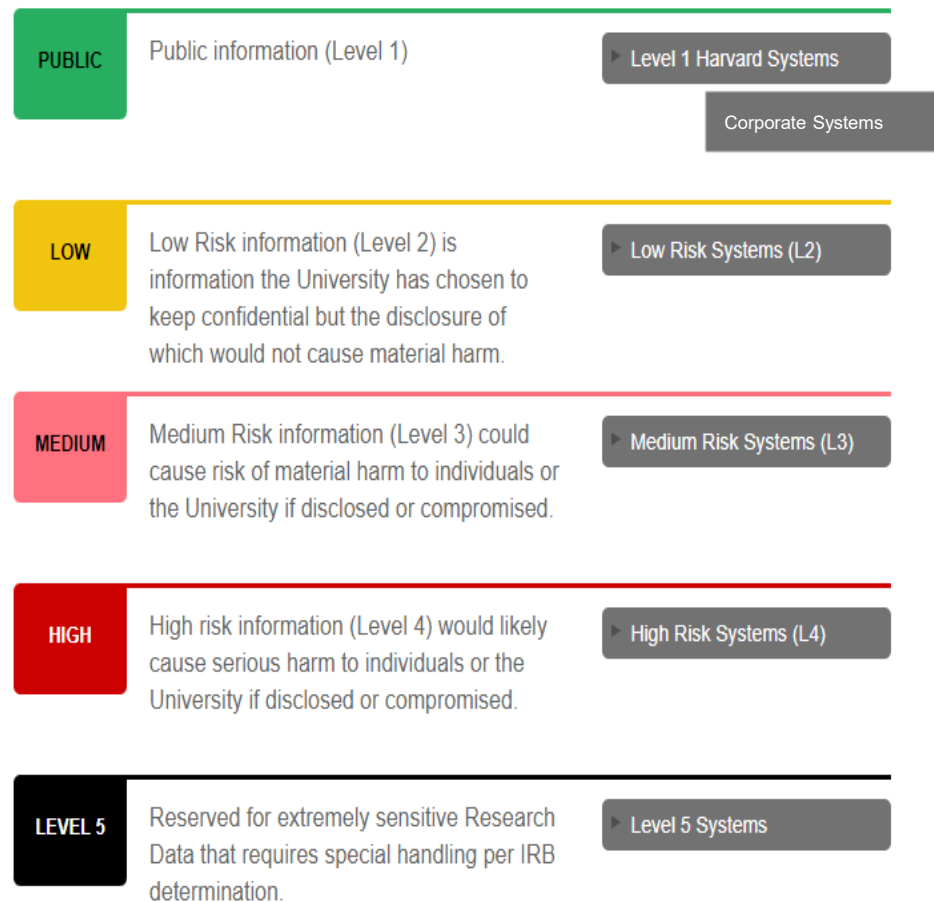 PUBLIC
Public information (Level 1)
Level 1 Harvard Systems
Corporate Systems
LOW
Low Risk information (Level 2) is
information the University has chosen to
keep confidential but the disclosure of
which would not cause material harm.
Low Risk Systems (L2)
MEDIUM
Medium Risk information (Level 3) could
cause risk of material harm to individuals or
the University if disclosed or compromised.
Medium Risk Systems (L3)
HIGH
High risk information (Level 4) would likely
cause serious harm to individuals or the
University if disclosed or compromised.
High Risk Systems (L4)
LEVEL 5
Reserved for extremely sensitive Research
Data that requires special handling per IRB
determination.
Level 5 Systems